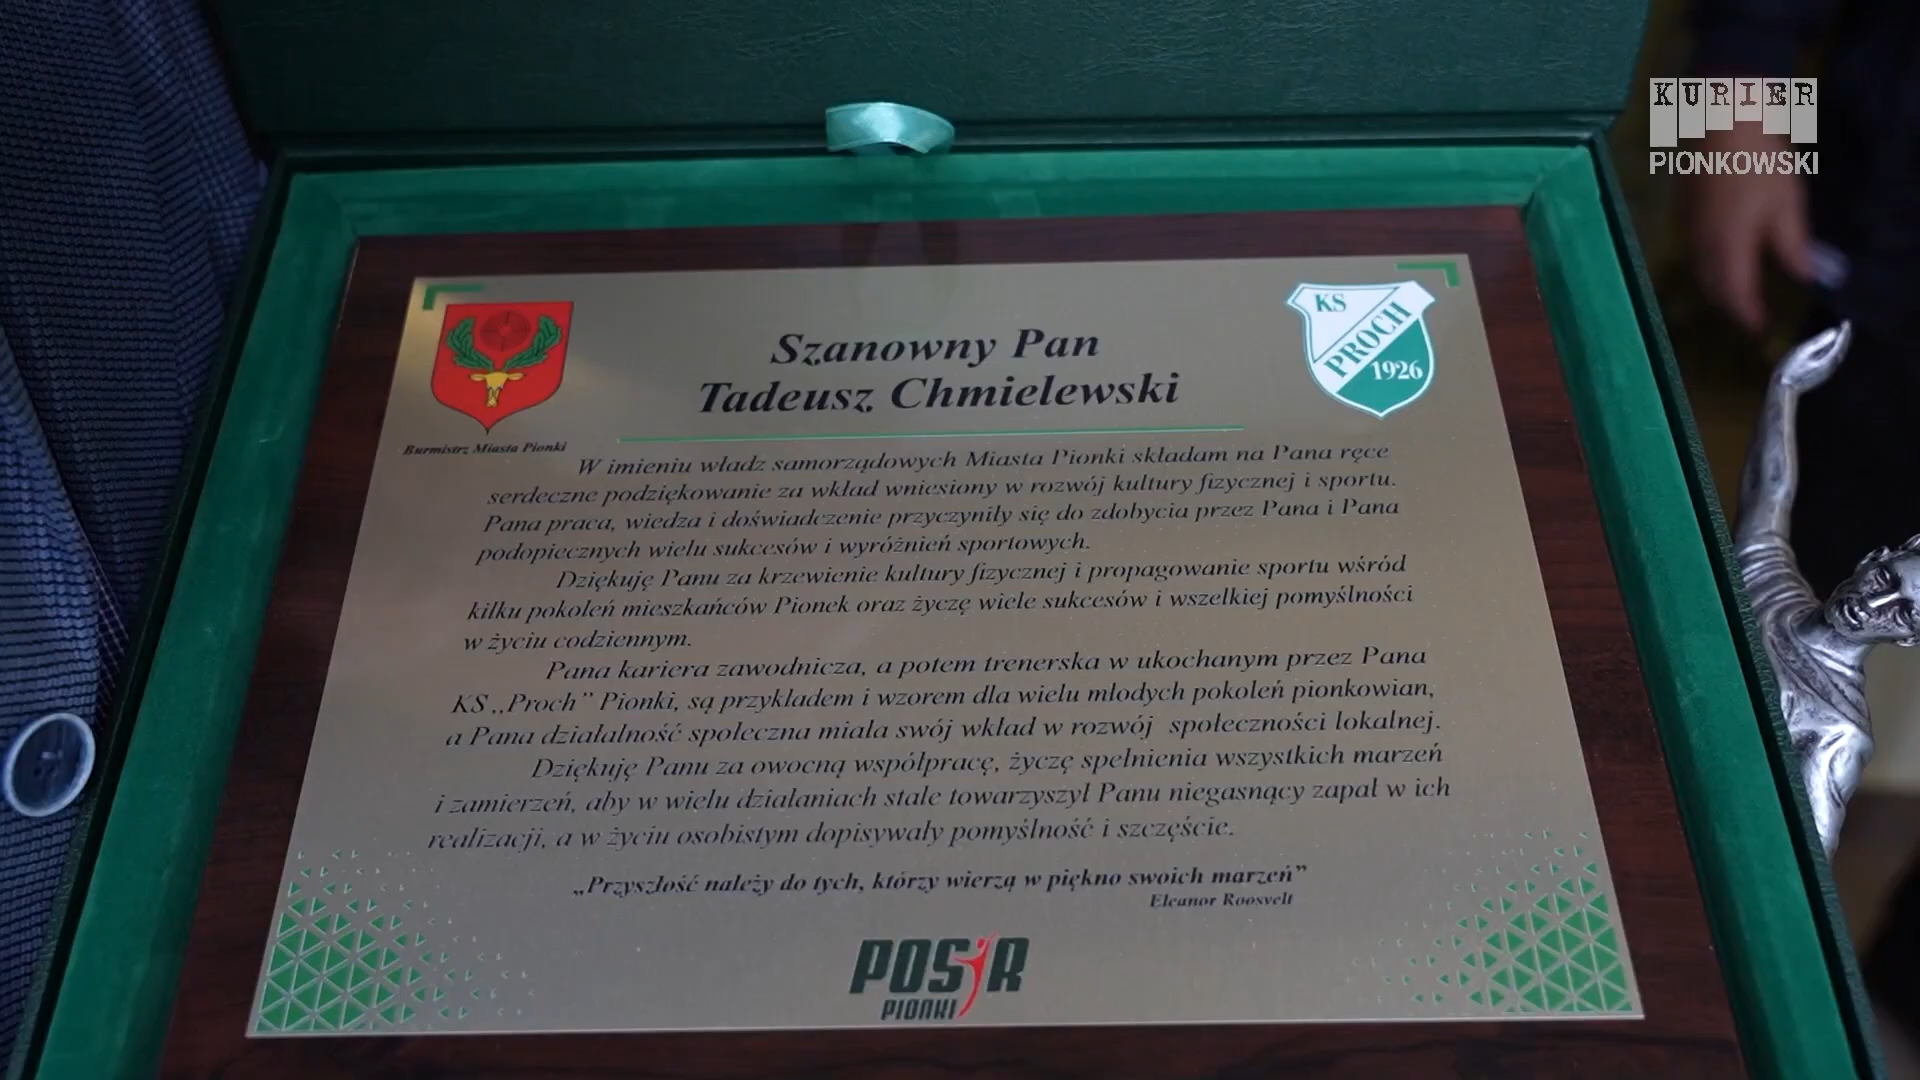 KURIER
PIONKOWSKI
KS
PROCH
1926
Szanowny Pan
Tadeusz Chmielewski
Burmistrz Miasta Pionki
W imieniu władz samorządowych Miasta Pionki składam na Pana ręce
serdeczne podziękowanie za wkład wniesiony w rozwój kultury fizycznej i sportu.
Pana praca, wiedza i doświadczenie przyczyniły się do zdobycia przez Pana i Pana
podopiecznych wielu sukcesów i wyróżnień sportowych.
Dziękuję Panu za krzewienie kultury fizycznej i propagowanie sportu wśród
kilku pokoleń mieszkańców Pionek oraz życzę wiele sukcesów i wszelkiej pomyślności
w życiu codziennym.
Pana kariera zawodnicza, a potem trenerska w ukochanym przez Pana
KS „Proch” Pionki, są przykładem i wzorem dla wielu młodych pokoleń pionkowian,
a Pana działalność społeczna miała swój wkład w rozwój społeczności lokalnej.
Dziękuję Panu za owocną współpracę, życzę spełnienia wszystkich marzeń
i zamierzeń, aby w wielu działaniach stale towarzyszył Panu niegasnący zapał w ich
realizacji, a w życiu osobistym dopisywały pomyślność i szczęście.
„Przyszłość należy do tych, którzy wierzą w piękno swoich marzeń”
Eleanor Roosvelt
POSiR
PIONKI